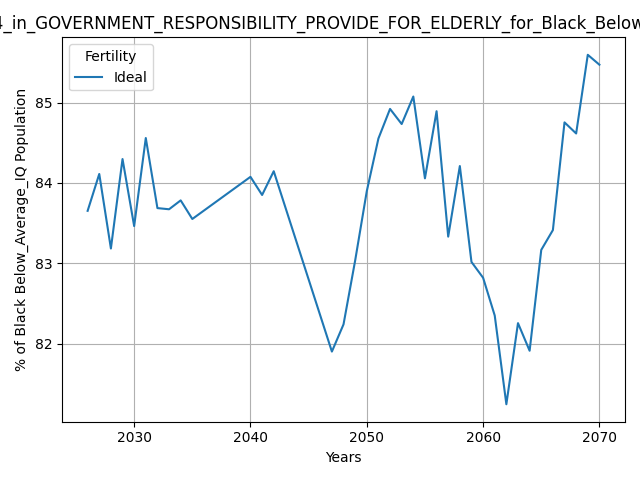 4_in_GOVERNMENT_RESPONSIBILITY_PROVIDE_FOR_ELDERLY_for_Black_Below
Fertility
Ideal
% of Black Below_Average_IQ Population
85
84
83
82
2030 2040 2050 2060 2070
Years